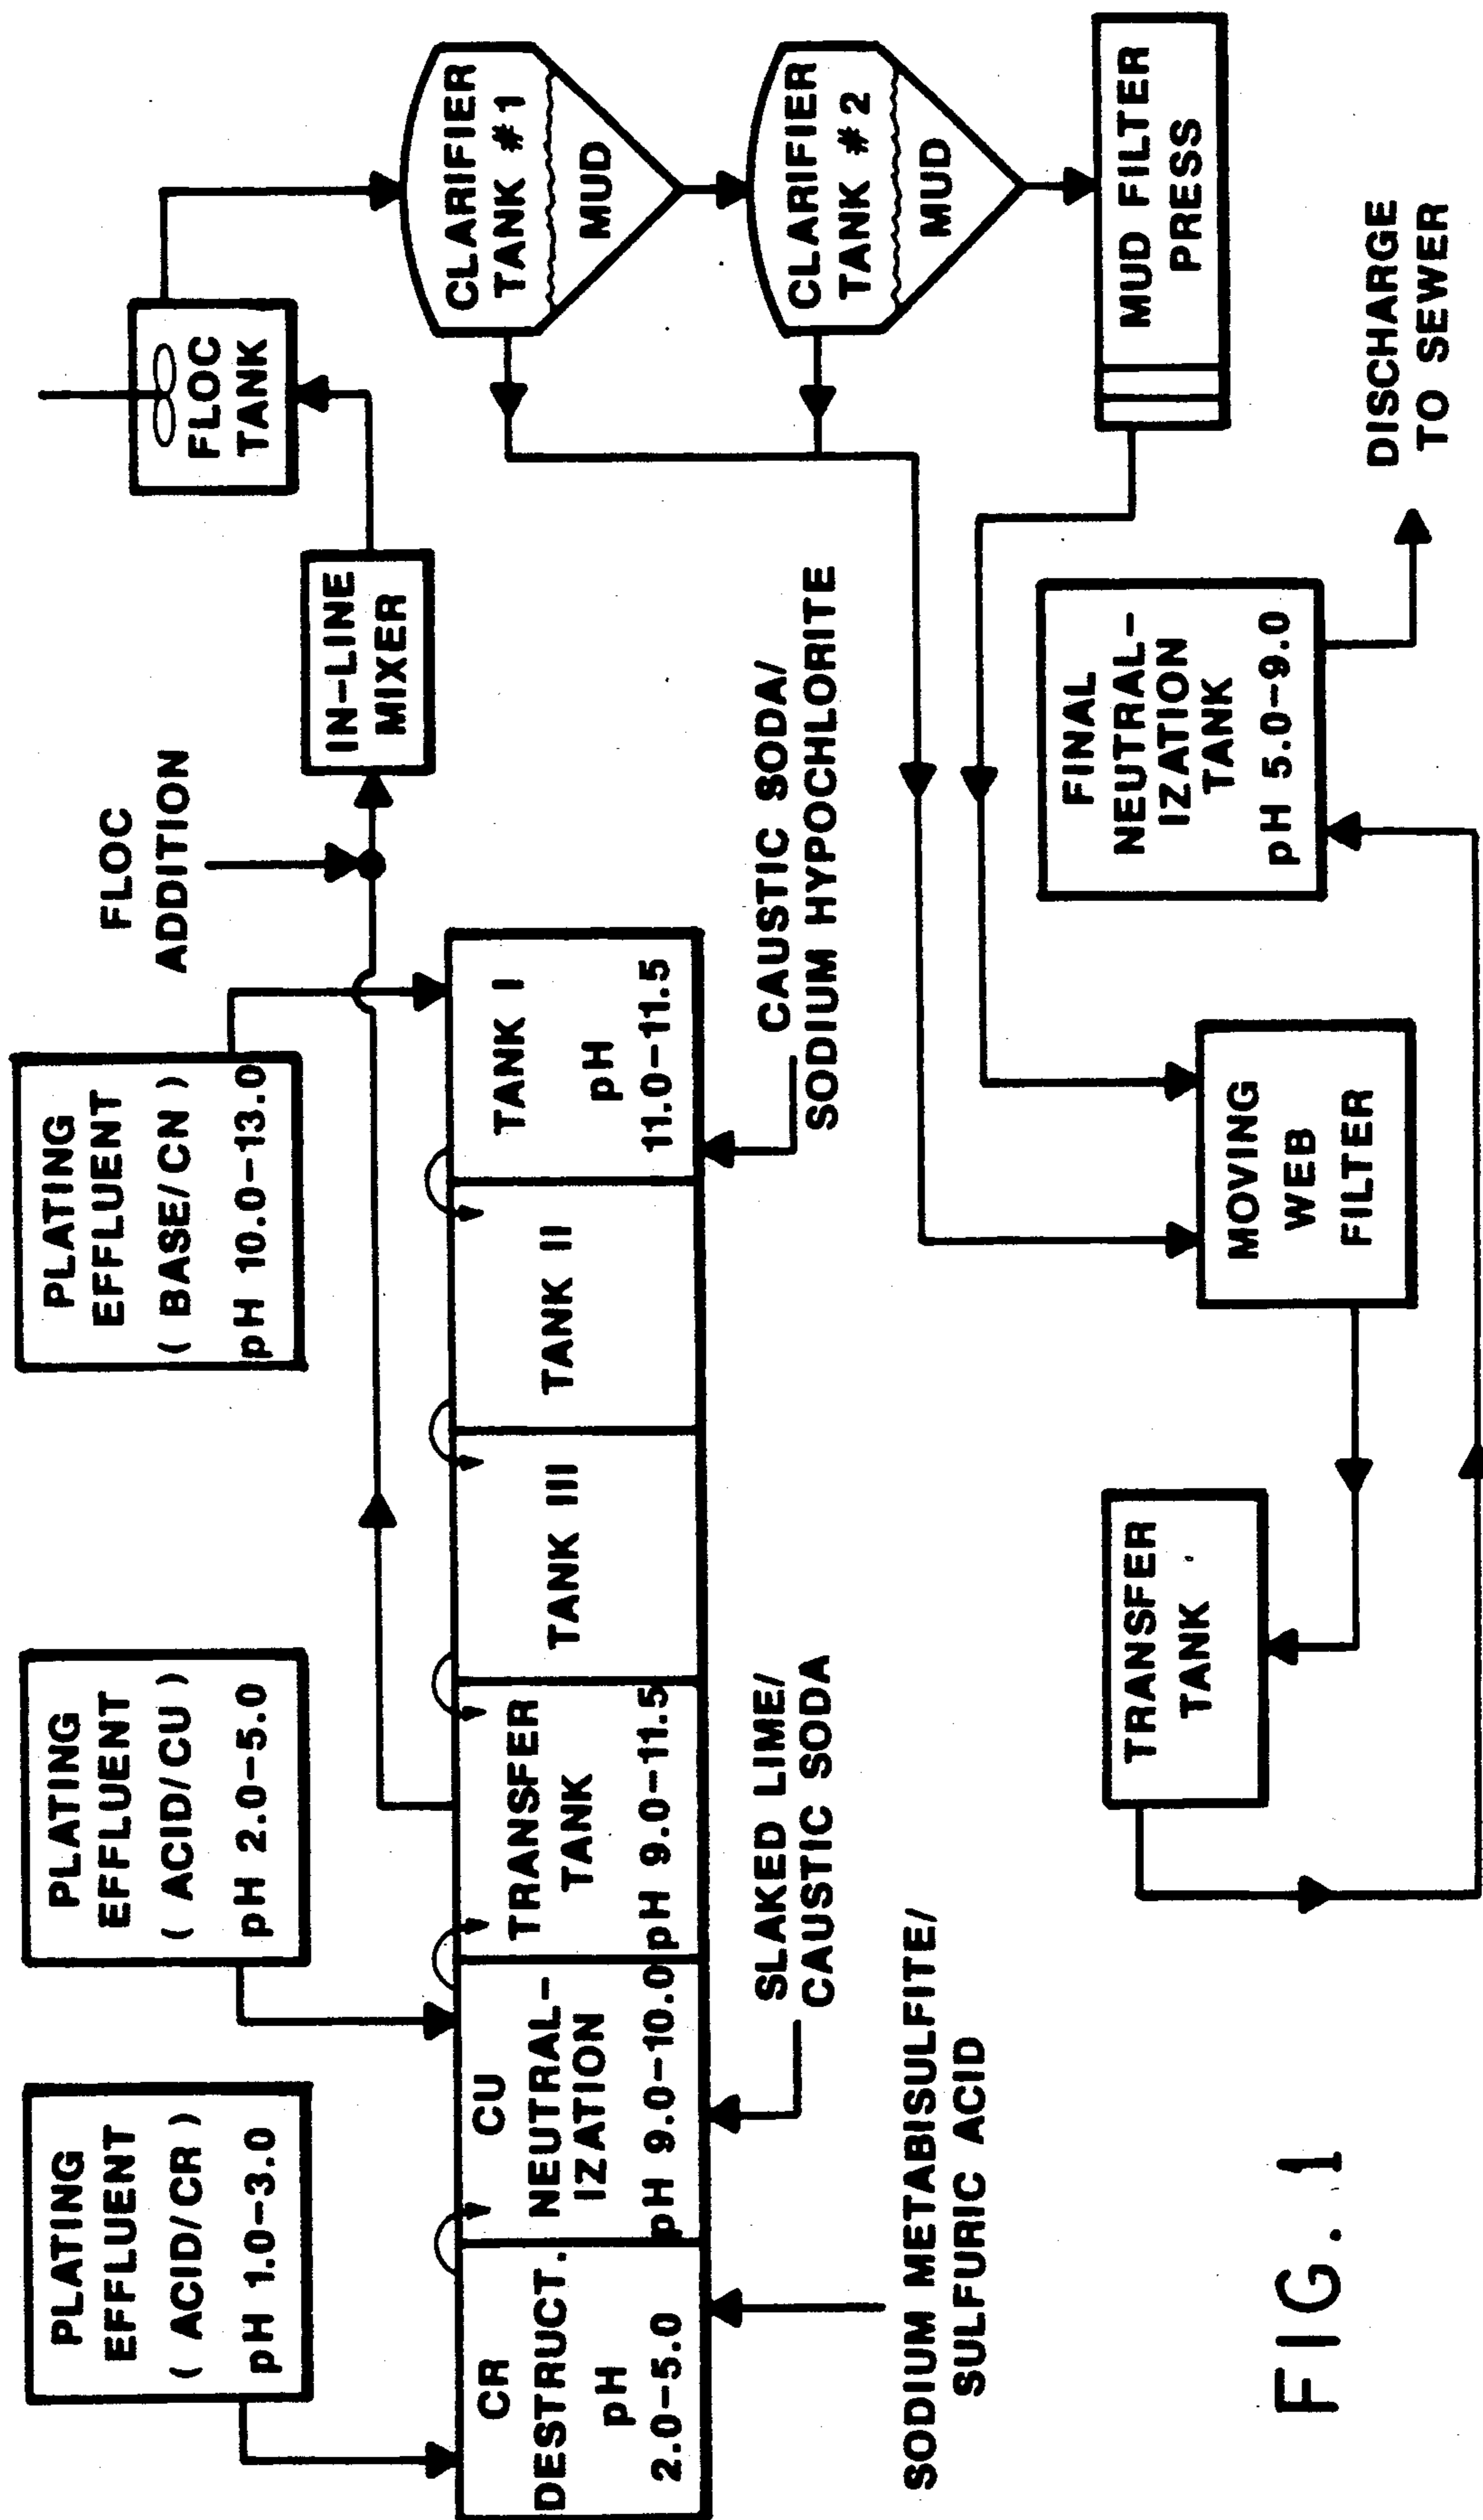 PLATING
EFFLUENT
( ACID/CR )
pH 1.0-3.0
PLATING
EFFLUENT
( ACID/CU )
pH 2.0-5.0
PLATING
EFFLUENT
( BASE/CN )
pH 10.0-13.0
FLOC
ADDITION
FLOC
TANK
IN-LINE
MIXER
CR
DESTRUCT.
pH
2.0-5.0
CU
NEUTRAL-
IZATION
pH 9.0-10.0
TRANSFER
TANK
pH 9.0-11.5
TANK III
TANK II
TANK I
pH
11.0-11.5
CLARIFIER
TANK #1
MUD
SODIUM METABISULFITE/
SULFURIC ACID
SLAKED LIME/
CAUSTIC SODA
CAUSTIC SODA/
SODIUM HYPOCHLORITE
CLARIFIER
TANK #2
MUD
MUD FILTER
PRESS
TRANSFER
TANK
MOVING
WEB
FILTER
FINAL
NEUTRAL-
IZATION
TANK
pH 5.0-9.0
DISCHARGE
TO SEWER
FIG. 1